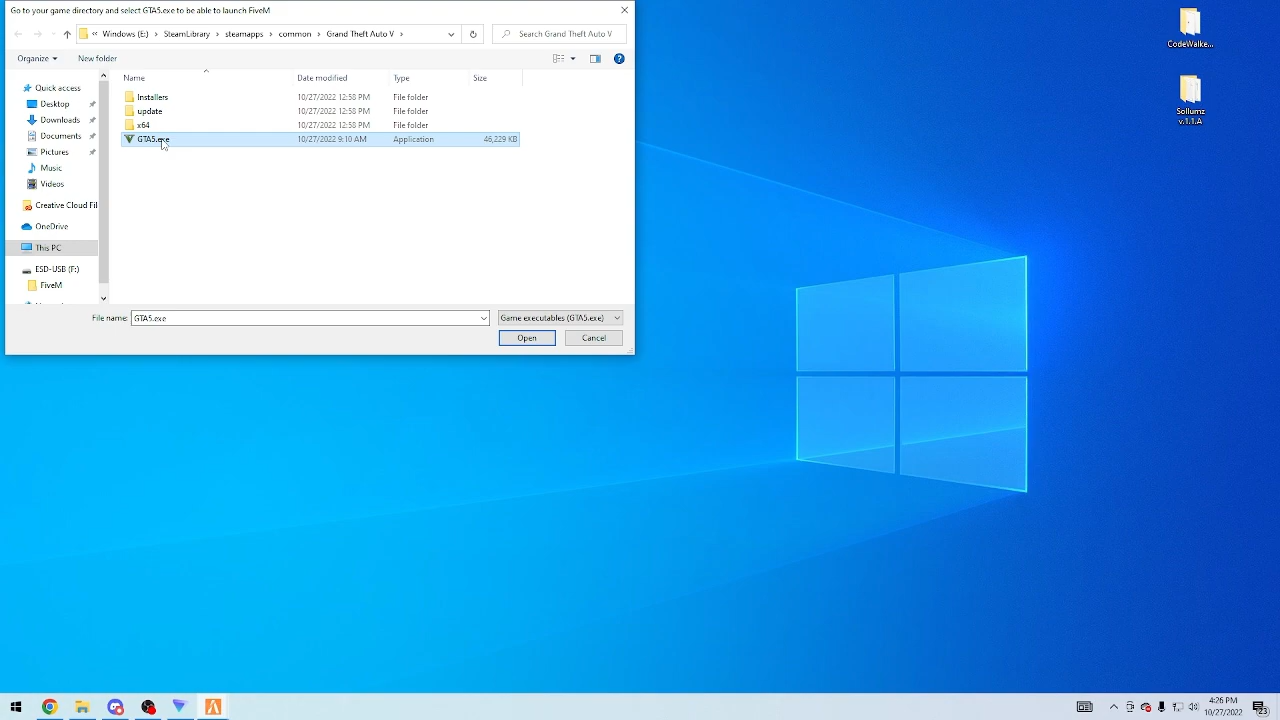 Go to your game directory and select GTA5.exe to be able to launch FiveM
« Windows (E:) › SteamLibrary › steamapps › common › Grand Theft Auto V ›
Search Grand Theft Auto V
Organize
New folder
Name
Date modified
Type
Size
Installers 10/27/2022 12:58 PM File folder
update 10/27/2022 12:58 PM File folder
x64 10/27/2022 12:58 PM File folder
GTA5.exe 10/27/2022 9:10 AM Application 46,229 KB
Quick access
Desktop
Downloads
Documents
Pictures
Music
Videos
Creative Cloud Fil
OneDrive
This PC
ESD-USB (F:)
FiveM
File name: GTA5.exe
Game executables (GTA5.exe)
Open
Cancel
CodeWalke...
Sollumz
v.1.1.A
4:26 PM
10/27/2022
23